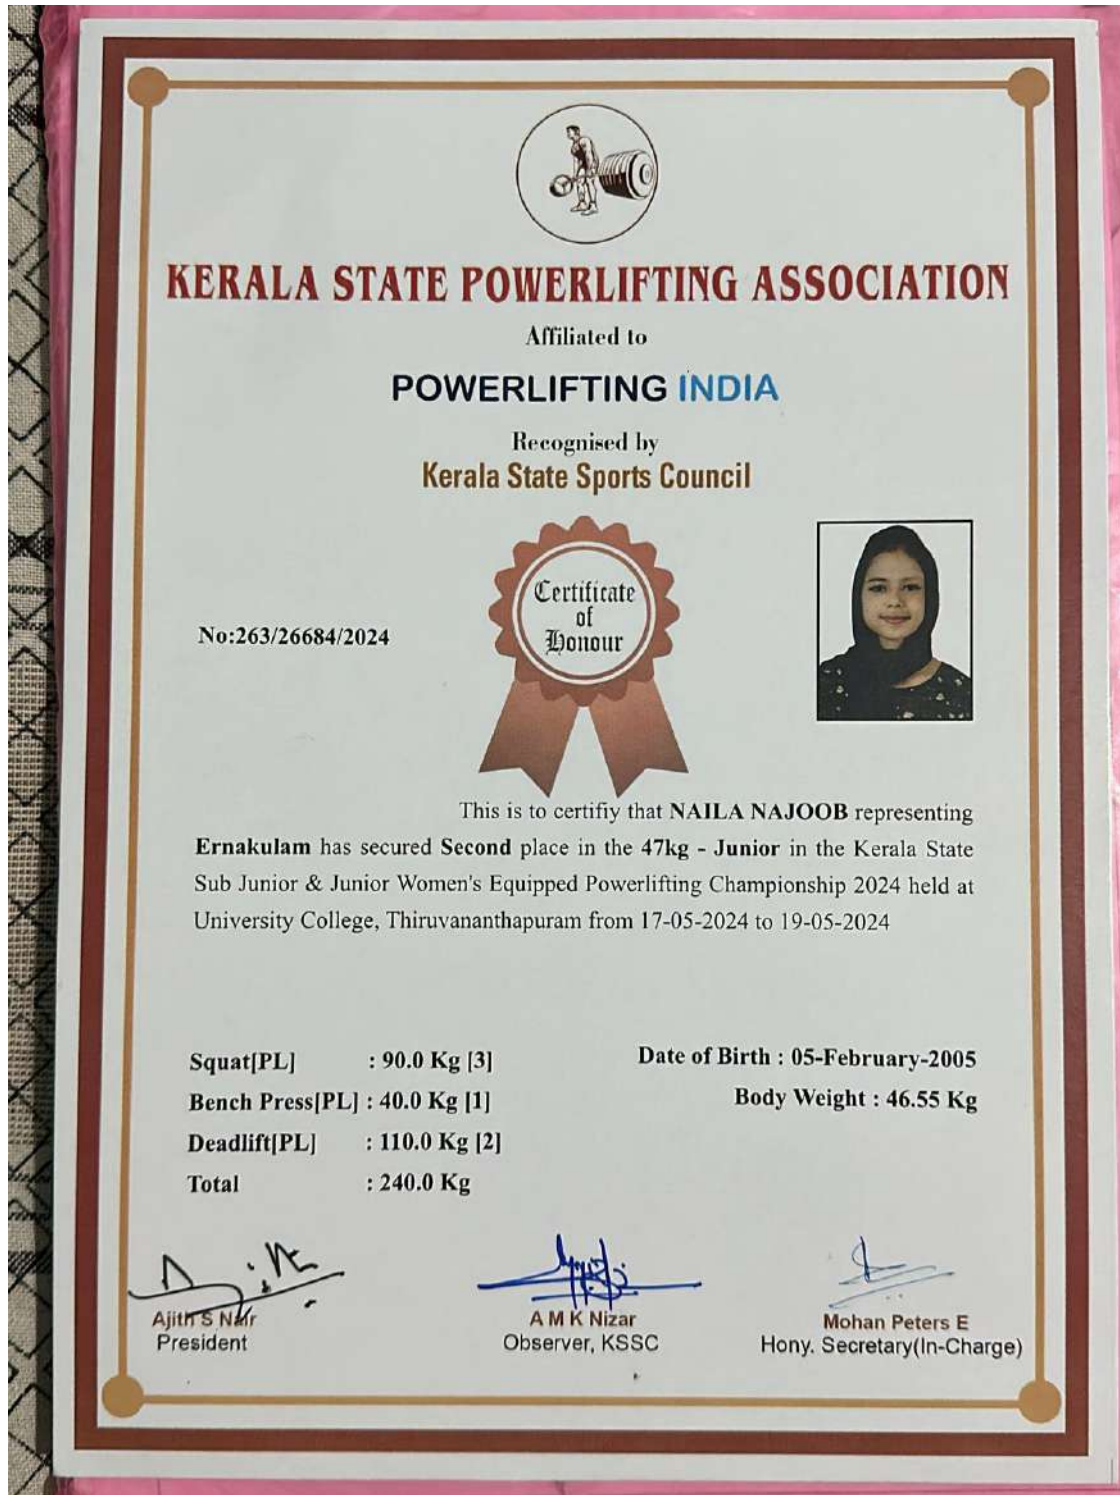 KERALA STATE POWERLIFTING ASSOCIATION
Affiliated to
POWERLIFTING INDIA
Recognised by
Kerala State Sports Council
Certificate
of
Honour
No:263/26684/2024
This is to certifiy that NAILA NAJOOB representing
Ernakulam has secured Second place in the 47kg - Junior in the Kerala State
Sub Junior & Junior Women's Equipped Powerlifting Championship 2024 held at
University College, Thiruvananthapuram from 17-05-2024 to 19-05-2024
Squat[PL] : 90.0 Kg [3]
Bench Press[PL] : 40.0 Kg [1]
Deadlift[PL] : 110.0 Kg [2]
Total : 240.0 Kg
Date of Birth : 05-February-2005
Body Weight : 46.55 Kg
Ajith S Nair
President
A M K Nizar
Observer, KSSC
Mohan Peters E
Hony. Secretary(In-Charge)